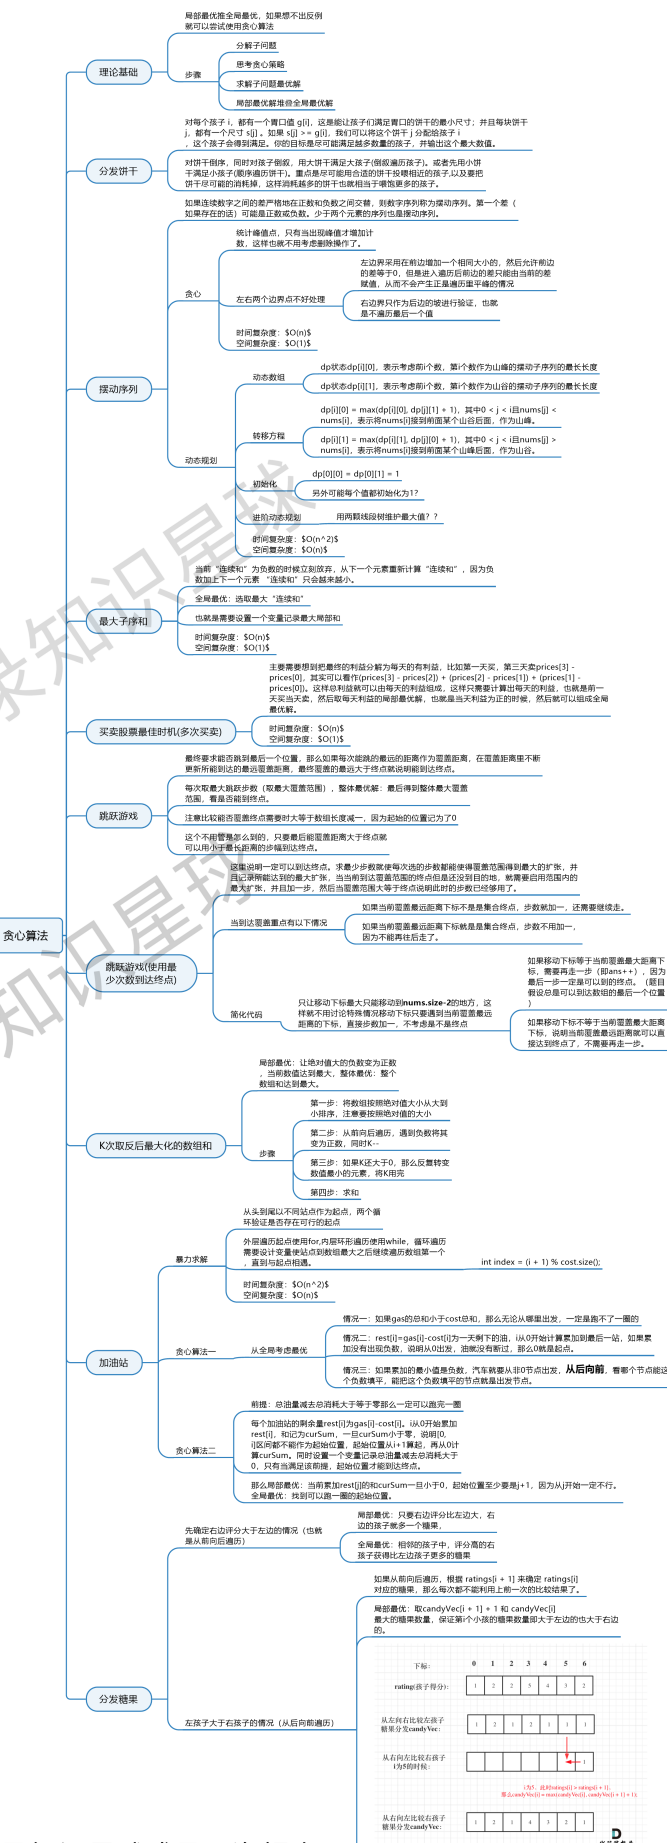 贪心算法
理论基础
局部最优推全局最优，如果想不出反例
就可以尝试使用贪心算法
步骤
分解子问题
思考贪心策略
求解子问题最优解
局部最优解堆叠全局最优解
分发饼干
对每个孩子 i，都有一个胃口值 g[i]，这是能让孩子们满足胃口的饼干的最小尺寸；并且每块饼干
j，都有一个尺寸 s[j] 。如果 s[j] >= g[i]，我们可以将这个饼干 j 分配给孩子 i
，这个孩子会得到满足。你的目标是尽可能满足越多数量的孩子，并输出这个最大数值。
对饼干倒序，同时对孩子倒叙，用大饼干满足大孩子(倒叙遍历孩子)。或者先用小饼
干满足小孩子(顺序遍历饼干)。重点是尽可能用合适的饼干投喂相近的孩子,以及要把
饼干尽可能的消耗掉，这样消耗越多的饼干也就相当于喂饱更多的孩子。
摆动序列
如果连续数字之间的差严格地在正数和负数之间交替，则数字序列称为摆动序列。第一个差（
如果存在的话）可能是正数或负数。少于两个元素的序列也是摆动序列。
贪心
统计峰值点，只有当出现峰值才增加计
数，这样也就不用考虑删除操作了。
左右两个边界点不好处理
左边界采用在前边增加一个相同大小的，然后允许前边
的差等于0，但是进入遍历后前边的差只能由当前的差
赋值，从而不会产生正是遍历里平峰的情况
右边界只作为后边的坡进行验证，也就
是不遍历最后一个值
时间复杂度：$O(n)$
空间复杂度：$O(1)$
动态规划
动态数组
dp状态dp[i][0]，表示考虑前i个数，第i个数作为山峰的摆动子序列的最长长度
dp状态dp[i][1]，表示考虑前i个数，第i个数作为山谷的摆动子序列的最长长度
转移方程
dp[i][0] = max(dp[i][0], dp[j][1] + 1)，其中0 < j < i且nums[j] <
nums[i]，表示将nums[i]接到前面某个山谷后面，作为山峰。
dp[i][1] = max(dp[i][1], dp[j][0] + 1)，其中0 < j < i且nums[j] >
nums[i]，表示将nums[i]接到前面某个山峰后面，作为山谷。
初始化
dp[0][0] = dp[0][1] = 1
另外可能每个值都初始化为1?
进阶动态规划
用两颗线段树维护最大值？？
时间复杂度：$O(n^2)$
空间复杂度：$O(n)$
最大子序和
当前“连续和”为负数的时候立刻放弃，从下一个元素重新计算“连续和”，因为负
数加上下一个元素 “连续和”只会越来越小。
全局最优：选取最大“连续和”
也就是需要设置一个变量记录最大局部和
时间复杂度：$O(n)$
空间复杂度：$O(1)$
买卖股票最佳时机(多次买卖)
主要需要想到把最终的利益分解为每天的有利益，比如第一天买，第三天卖prices[3] -
prices[0]，其实可以看作(prices[3] - prices[2]) + (prices[2] - prices[1]) + (prices[1] -
prices[0])。这样总利益就可以由每天的利益组成，这样只需要计算出每天的利益，也就是前一
天买当天卖，然后取每天利益的局部最优解，也就是当天利益为正的时候，然后就可以组成全局
最优解。
时间复杂度：$O(n)$
空间复杂度：$O(1)$
跳跃游戏
最终要求能否跳到最后一个位置，那么如果每次能跳的最远的距离作为覆盖距离，在覆盖距离里不断
更新所能到达的最远覆盖距离，最终覆盖的最远大于终点就说明能到达终点。
每次取最大跳跃步数（取最大覆盖范围），整体最优解：最后得到整体最大覆盖
范围，看是否能到终点。
注意比较能否覆盖终点需要时大等于数组长度减一，因为起始的位置记为了0
这个不用管是怎么到的，只要最后能覆盖距离大于终点就
可以用小于最长距离的步幅到达终点。
跳跃游戏(使用最
少次数到达终点)
这里说明一定可以到达终点。求最少步数就使每次选的步数都能使得覆盖范围得到最大的扩张，并
且记录所能达到的最大扩张，当当前到达覆盖范围的终点但是还没到目的地，就需要启用范围内的
最大扩张，并且加一步，然后当覆盖范围大等于终点说明此时的步数已经够用了。
当到达覆盖重点有以下情况
如果当前覆盖最远距离下标不是是集合终点，步数就加一，还需要继续走。
如果当前覆盖最远距离下标就是是集合终点，步数不用加一，
因为不能再往后走了。
简化代码
只让移动下标最大只能移动到nums.size-2的地方，这
样就不用讨论特殊情况移动下标只要遇到当前覆盖最远
距离的下标，直接步数加一，不考虑是不是终点
如果移动下标等于当前覆盖最大距离下
标，需要再走一步（即ans++），因为
最后一步一定是可以到的终点。（题目
假设总是可以到达数组的最后一个位置
）
如果移动下标不等于当前覆盖最大距离
下标，说明当前覆盖最远距离就可以直
接达到终点了，不需要再走一步。
K次取反后最大化的数组和
局部最优：让绝对值大的负数变为正数
，当前数值达到最大，整体最优：整个
数组和达到最大。
步骤
第一步：将数组按照绝对值大小从大到
小排序，注意要按照绝对值的大小
第二步：从前向后遍历，遇到负数将其
变为正数，同时K--
第三步：如果K还大于0，那么反复转变
数值最小的元素，将K用完
第四步：求和
加油站
暴力求解
从头到尾以不同站点作为起点，两个循
环验证是否存在可行的起点
外层遍历起点使用for,内层环形遍历使用while，循环遍历
需要设计变量使站点到数组最大之后继续遍历数组第一个
，直到与起点相遇。
int index = (i + 1) % cost.size();
时间复杂度：$O(n^2)$
空间复杂度：$O(n)$
贪心算法一
从全局考虑最优
情况一：如果gas的总和小于cost总和，那么无论从哪里出发，一定是跑不了一圈的
情况二：rest[i]=gas[i]-cost[i]为一天剩下的油，i从0开始计算累加到最后一站，如果累
加没有出现负数，说明从0出发，油就没有断过，那么0就是起点。
情况三：如果累加的最小值是负数，汽车就要从非0节点出发，从后向前，看哪个节点能这
个负数填平，能把这个负数填平的节点就是出发节点。
贪心算法二
前提：总油量减去总消耗大于等于零那么一定可以跑完一圈
每个加油站的剩余量rest[i]为gas[i]-cost[i]。i从0开始累加
rest[i]，和记为curSum，一旦curSum小于零，说明[0,
i]区间都不能作为起始位置，起始位置从i+1算起，再从0计
算curSum。同时设置一个变量记录总油量减去总消耗大于
0，只有当满足该前提，起始位置才能到达终点。
那么局部最优：当前累加rest[j]的和curSum一旦小于0，起始位置至少要是j+1，因为从j开始一定不行。
全局最优：找到可以跑一圈的起始位置。
分发糖果
先确定右边评分大于左边的情况（也就
是从前向后遍历）
局部最优：只要右边评分比左边大，右
边的孩子就多一个糖果，
全局最优：相邻的孩子中，评分高的右
孩子获得比左边孩子更多的糖果
左孩子大于右孩子的情况（从后向前遍历）
如果从前向后遍历，根据 ratings[i + 1] 来确定 ratings[i]
对应的糖果，那么每次都不能利用上前一次的比较结果了。
局部最优：取candyVec[i + 1] + 1 和 candyVec[i]
最大的糖果数量，保证第i个小孩的糖果数量即大于左边的也大于右边
的。
下标: 0 1 2 3 4 5 6
rating(孩子得分): 1 2 2 5 4 3 2
从左向右比较左孩子
糖果分发candyVec: 1 2 1 2 1 1 1
从右向左比较右孩子
i为5的时候: 1
i为5，此时ratings[i] > ratings[i + 1],
那么candyVec[i] = max(candyVec[i], candyVec[i + 1] + 1);
从右向左比较右孩子
糖果分发candyVec: 1 2 1 4 3 2 1
录知识星球
知识星球